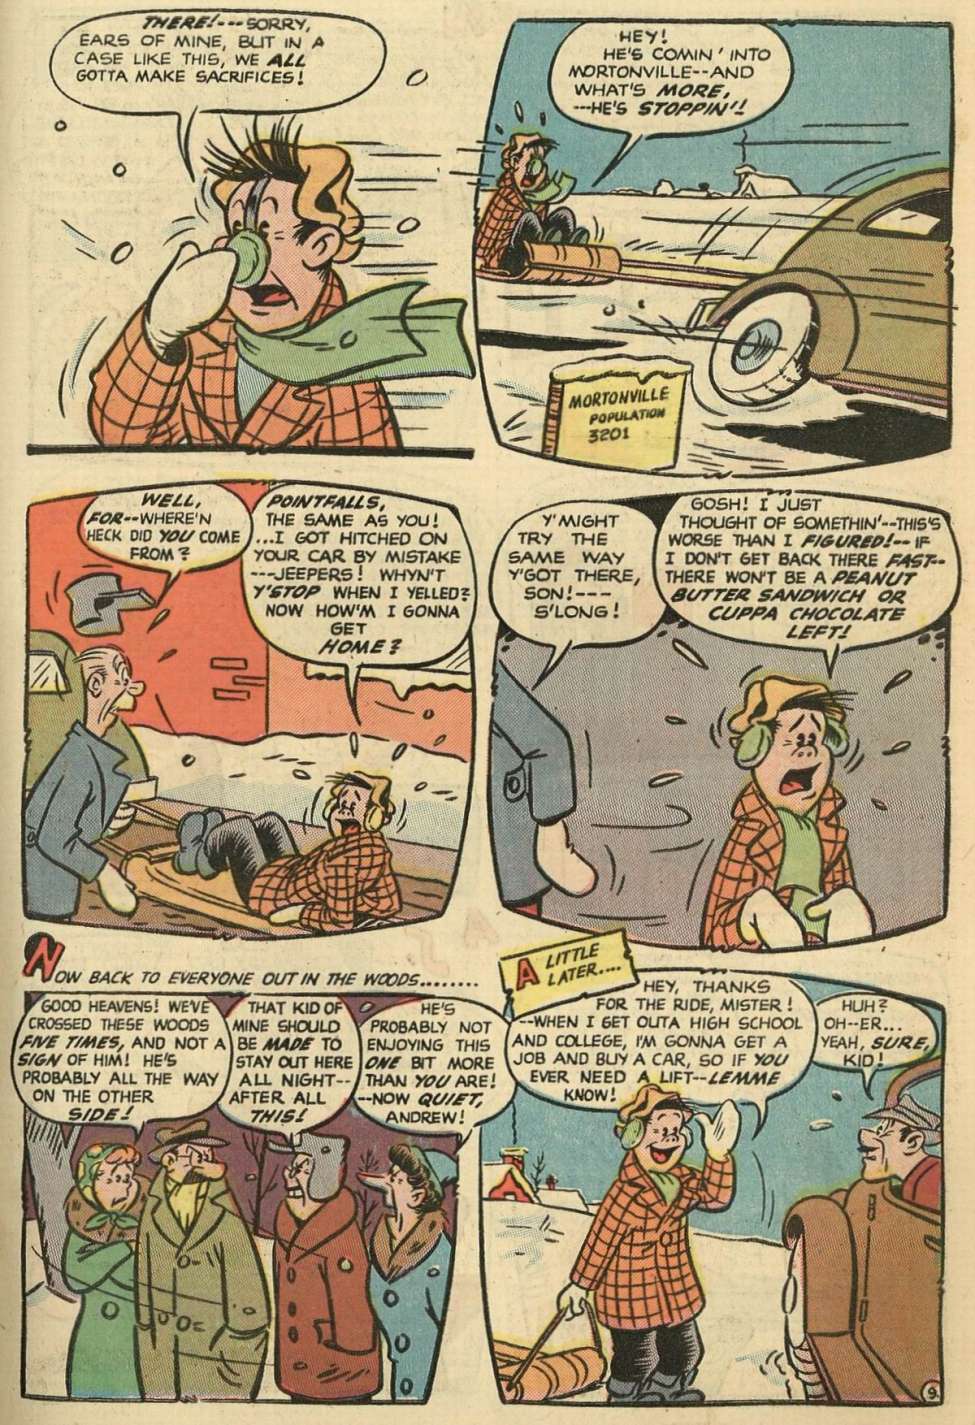 THERE!---SORRY,
EARS OF MINE, BUT IN A
CASE LIKE THIS, WE ALL
GOTTA MAKE SACRIFICES!
HEY!
HE'S COMIN' INTO
MORTONVILLE--AND
WHAT'S MORE,
---HE'S STOPPIN'!
MORTONVILLE
POPULATION
3201
WELL,
FOR--WHERE'N
HECK DID YOU COME
FROM?
POINTFALLS,
THE SAME AS YOU!
...I GOT HITCHED ON
YOUR CAR BY MISTAKE
---JEEPERS! WHYN'T
Y'STOP WHEN I YELLED?
NOW HOW'M I GONNA
GET
HOME?
Y'MIGHT
TRY THE
SAME WAY
Y'GOT THERE,
SON!---
S'LONG!
GOSH! I JUST
THOUGHT OF SOMETHIN'--THIS'S
WORSE THAN I FIGURED!--IF
I DON'T GET BACK THERE FAST--
THERE WON'T BE A PEANUT
BUTTER SANDWICH OR
CUPPA CHOCOLATE
LEFT!
NOW BACK TO EVERYONE OUT IN THE WOODS........
GOOD HEAVENS! WE'VE
CROSSED THESE WOODS
FIVE TIMES, AND NOT A
SIGN OF HIM! HE'S
PROBABLY ALL THE WAY
ON THE OTHER
SIDE!
THAT KID OF
MINE SHOULD
BE MADE TO
STAY OUT HERE
ALL NIGHT--
AFTER ALL
THIS!
HE'S
PROBABLY NOT
ENJOYING THIS
ONE BIT MORE
THAN YOU ARE!
--NOW QUIET,
ANDREW!
A LITTLE
LATER....
HEY, THANKS
FOR THE RIDE, MISTER!
--WHEN I GET OUTA HIGH SCHOOL
AND COLLEGE, I'M GONNA GET A
JOB AND BUY A CAR, SO IF YOU
EVER NEED A LIFT--LEMME
KNOW!
HUH?
OH--ER...
YEAH, SURE,
KID!
9